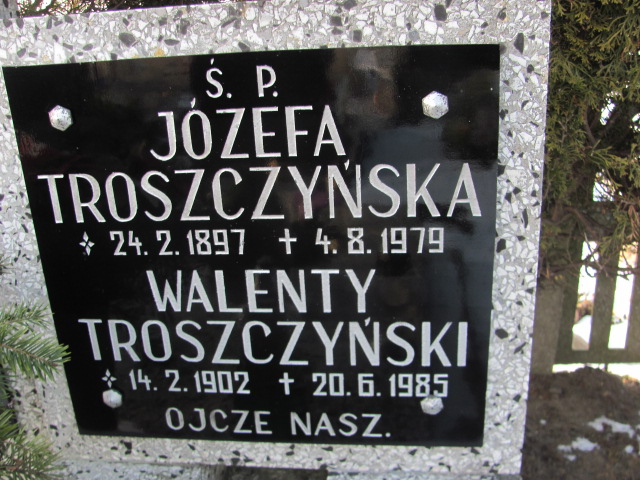 Ś. P.
JÓZEFA
TROSZCZYŃSKA
✧ 24. 2. 1897 ✝ 4. 8. 1979
WALENTY
TROSZCZYŃSKI
✧ 14. 2. 1902 ✝ 20. 6. 1985
OJCZE NASZ.